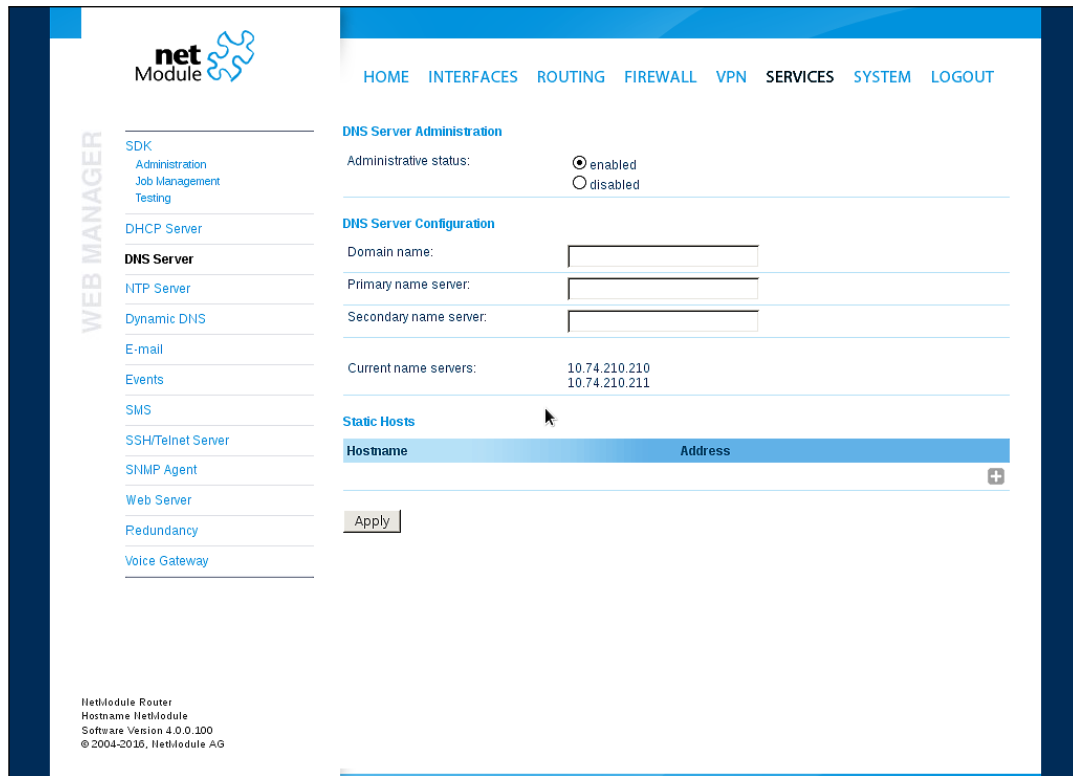 net
Module
HOME INTERFACES ROUTING FIREWALL VPN SERVICES SYSTEM LOGOUT
WEB MANAGER
SDK
Administration
Job Management
Testing
DHCP Server
DNS Server
NTP Server
Dynamic DNS
E-mail
Events
SMS
SSH/Telnet Server
SNMP Agent
Web Server
Redundancy
Voice Gateway
DNS Server Administration
Administrative status:
enabled
disabled
DNS Server Configuration
Domain name:
Primary name server:
Secondary name server:
Current name servers: 10.74.210.210
10.74.210.211
Static Hosts
Hostname Address
Apply
NetModule Router
Hostname NetModule
Software Version 4.0.0.100
© 2004-2016, NetModule AG